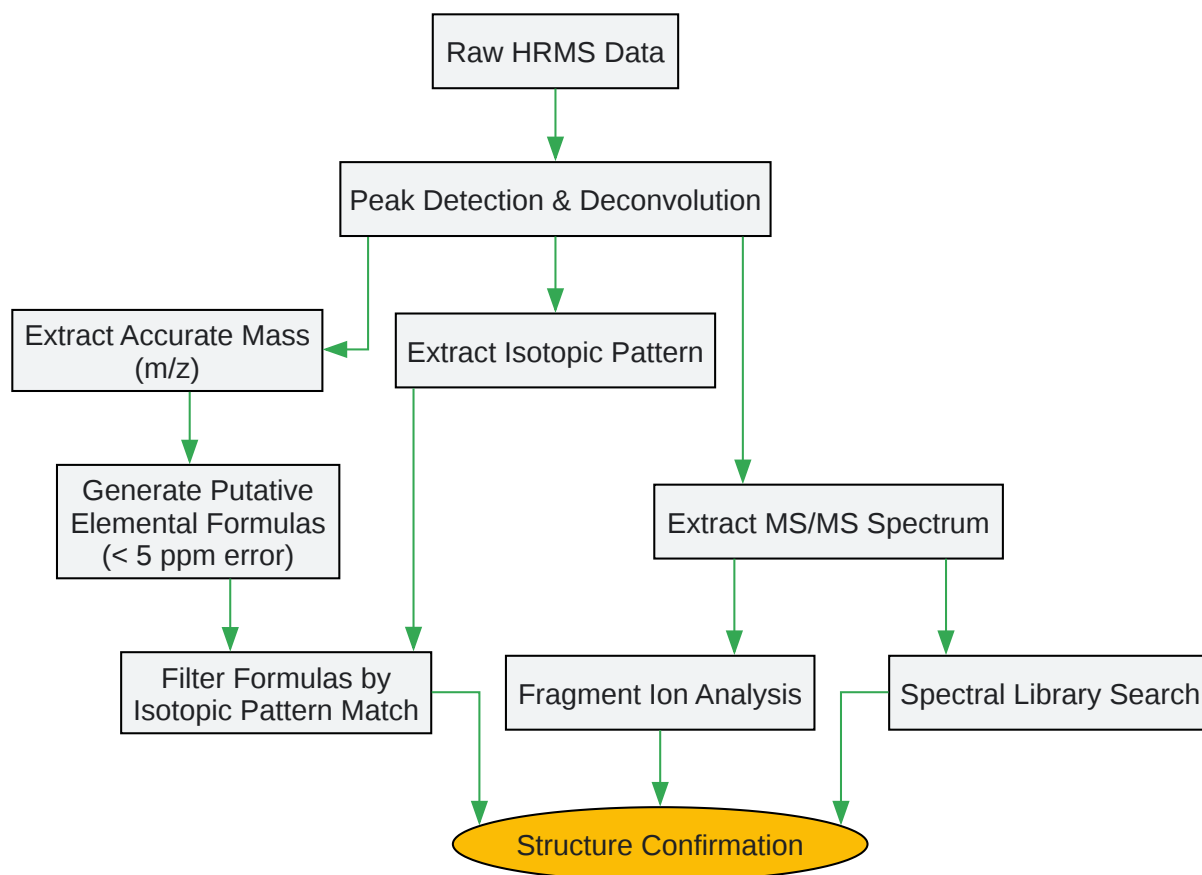 Raw HRMS Data
Peak Detection & Deconvolution
Extract Accurate Mass
(m/z)
Extract Isotopic Pattern
Generate Putative
Elemental Formulas
(< 5 ppm error)
Extract MS/MS Spectrum
Filter Formulas by
Isotopic Pattern Match
Fragment Ion Analysis
Spectral Library Search
Structure Confirmation